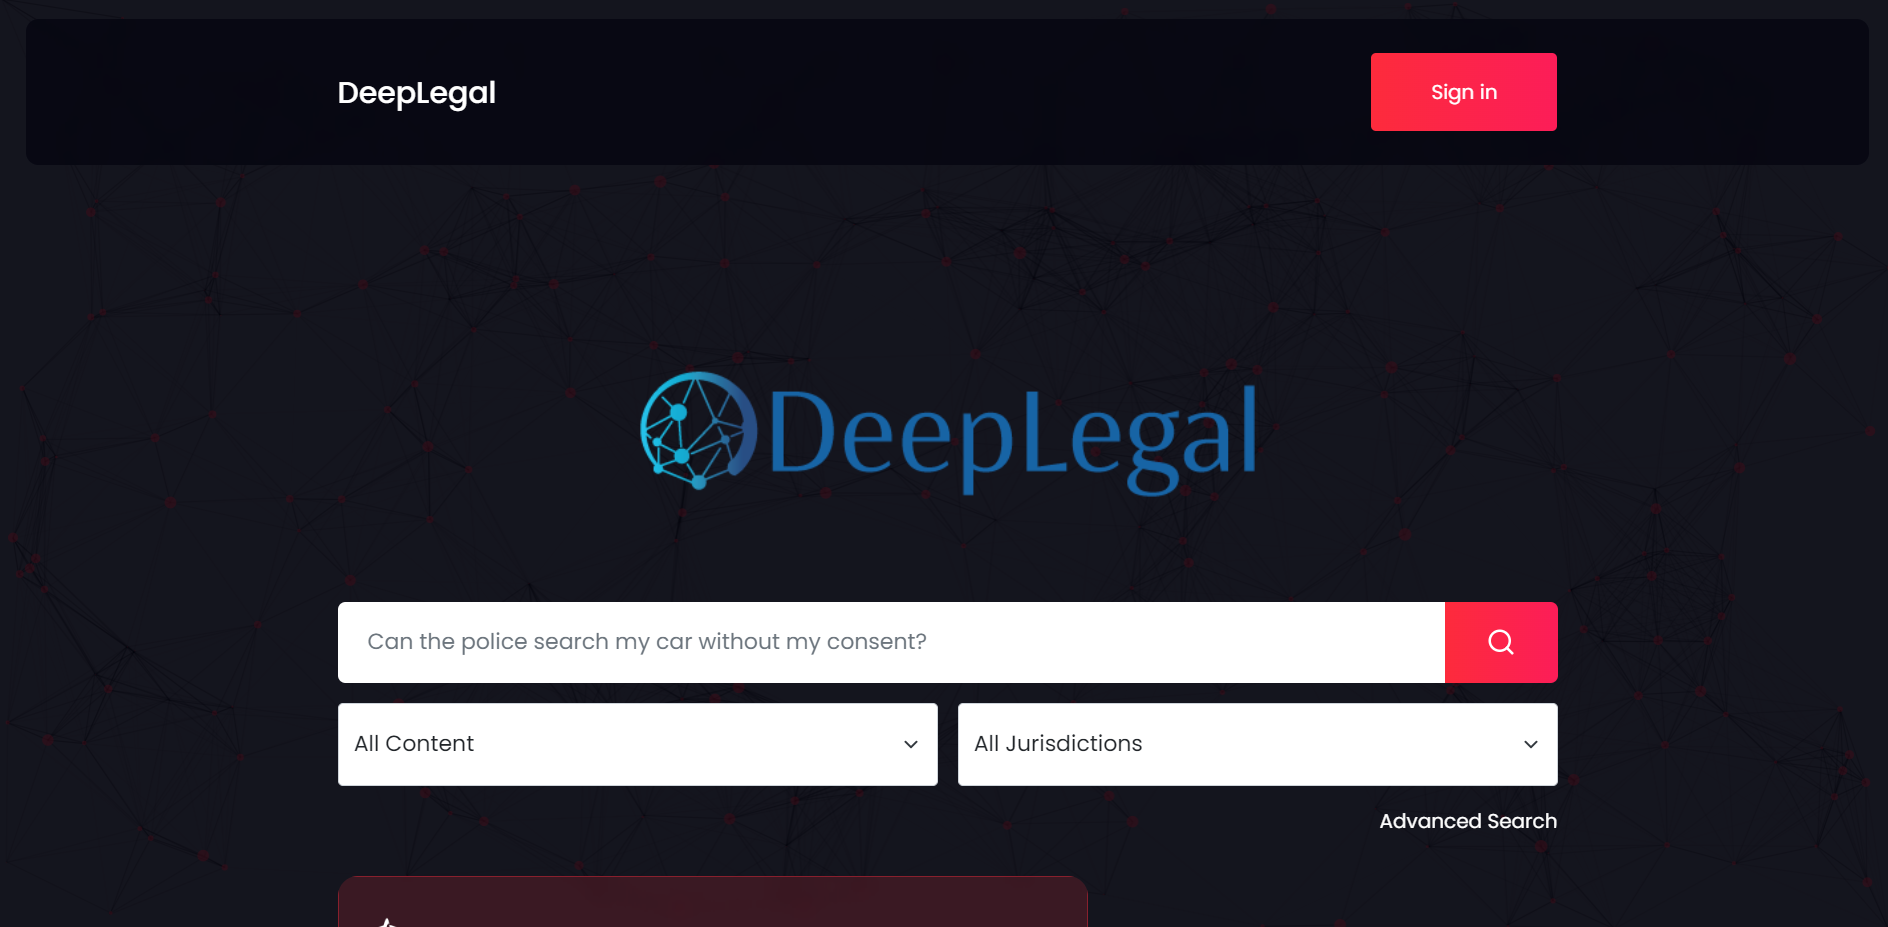 DeepLegal
Sign in
DeepLegal
Can the police search my car without my consent?
All Content
All Jurisdictions
Advanced Search